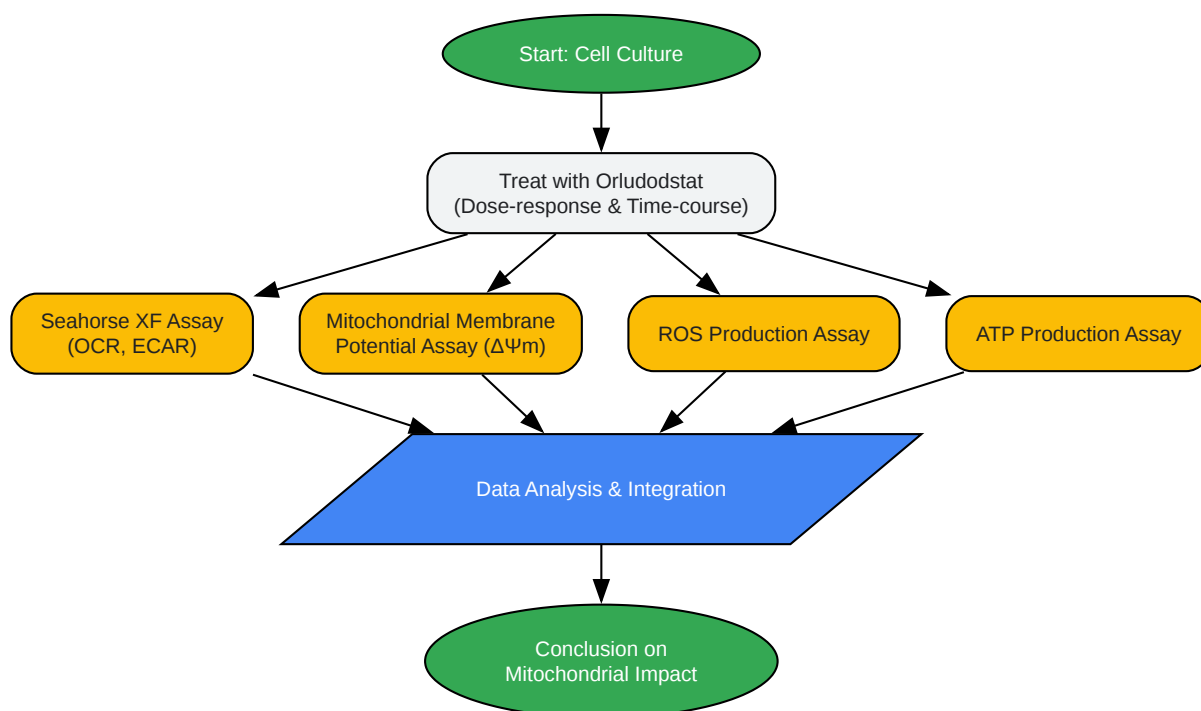 Start: Cell Culture
Treat with Orludodstat
(Dose-response & Time-course)
Seahorse XF Assay
(OCR, ECAR)
Mitochondrial Membrane
Potential Assay (ΔΨm)
ROS Production Assay
ATP Production Assay
Data Analysis & Integration
Conclusion on
Mitochondrial Impact